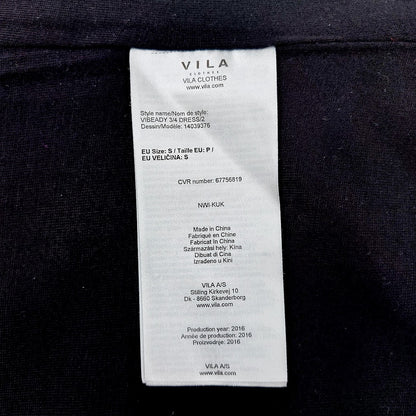 VILA
CLOTHES
VILA CLOTHES
www.vila.com
Style name/Nom de style:
VIBEADY 3/4 DRESS/2
Dessin/Modèle: 14039376
EU Size: S / Taille EU: P /
EU VELIČINA: S
CVR number: 67756819
NWI-KUK
Made in China
Fabriqué en Chine
Fabricat în China
Származási hely: Kína
Dibuat di Cina
Izrađeno u Kini
VILA A/S
Stilling Kirkevej 10
Dk - 8660 Skanderborg
Production year: 2016
Année de production: 2016
Proizvodnje: 2016
VILA A/S
www.vila.com